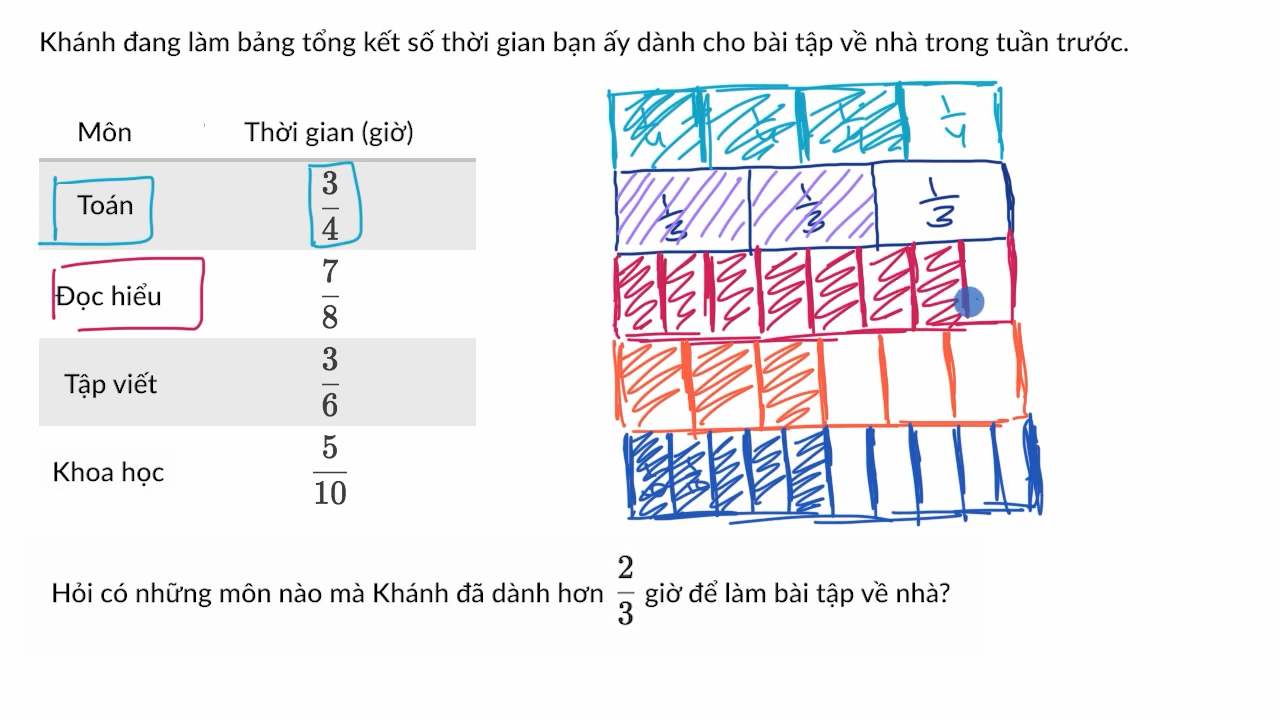 Khánh đang làm bảng tổng kết số thời gian bạn ấy dành cho bài tập về nhà trong tuần trước.
Môn Thời gian (giờ)
Toán 3/4
Đọc hiểu 7/8
Tập viết 3/6
Khoa học 5/10
1/4
1/3 1/3 1/3
Hỏi có những môn nào mà Khánh đã dành hơn 2/3 giờ để làm bài tập về nhà?